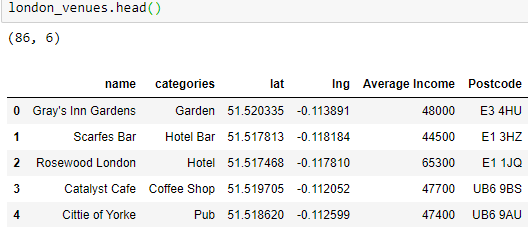 london_venues.head()
(86, 6)
name categories lat lng Average Income Postcode
0 Gray's Inn Gardens Garden 51.520335 -0.113891 48000 E3 4HU
1 Scarfes Bar Hotel Bar 51.517813 -0.118184 44500 E1 3HZ
2 Rosewood London Hotel 51.517468 -0.117810 65300 E1 1JQ
3 Catalyst Cafe Coffee Shop 51.519705 -0.112052 47700 UB6 9BS
4 Cittie of Yorke Pub 51.518620 -0.112599 47400 UB6 9AU